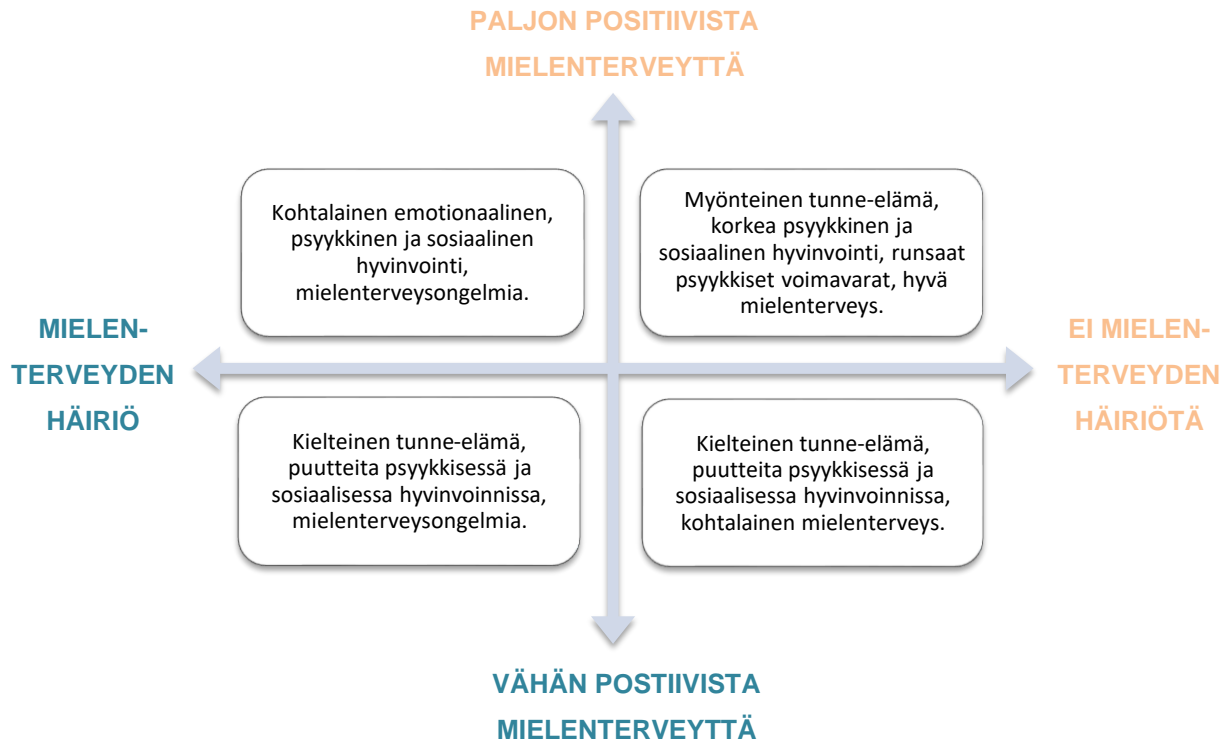 PALJON POSITIIVISTA
MIELENTERVEYTTÄ
Kohtalainen emotionaalinen,
psyykkinen ja sosiaalinen
hyvinvointi,
mielenterveysongelmia.
Myönteinen tunne-elämä,
korkea psyykkinen ja
sosiaalinen hyvinvointi, runsaat
psyykkiset voimavarat, hyvä
mielenterveys.
MIELEN-
TERVEYDEN
HÄIRIÖ
EI MIELEN-
TERVEYDEN
HÄIRIÖTÄ
Kielteinen tunne-elämä,
puutteita psyykkisessä ja
sosiaalisessa hyvinvoinnissa,
mielenterveysongelmia.
Kielteinen tunne-elämä,
puutteita psyykkisessä ja
sosiaalisessa hyvinvoinnissa,
kohtalainen mielenterveys.
VÄHÄN POSTIIVISTA
MIELENTERVEYTTÄ